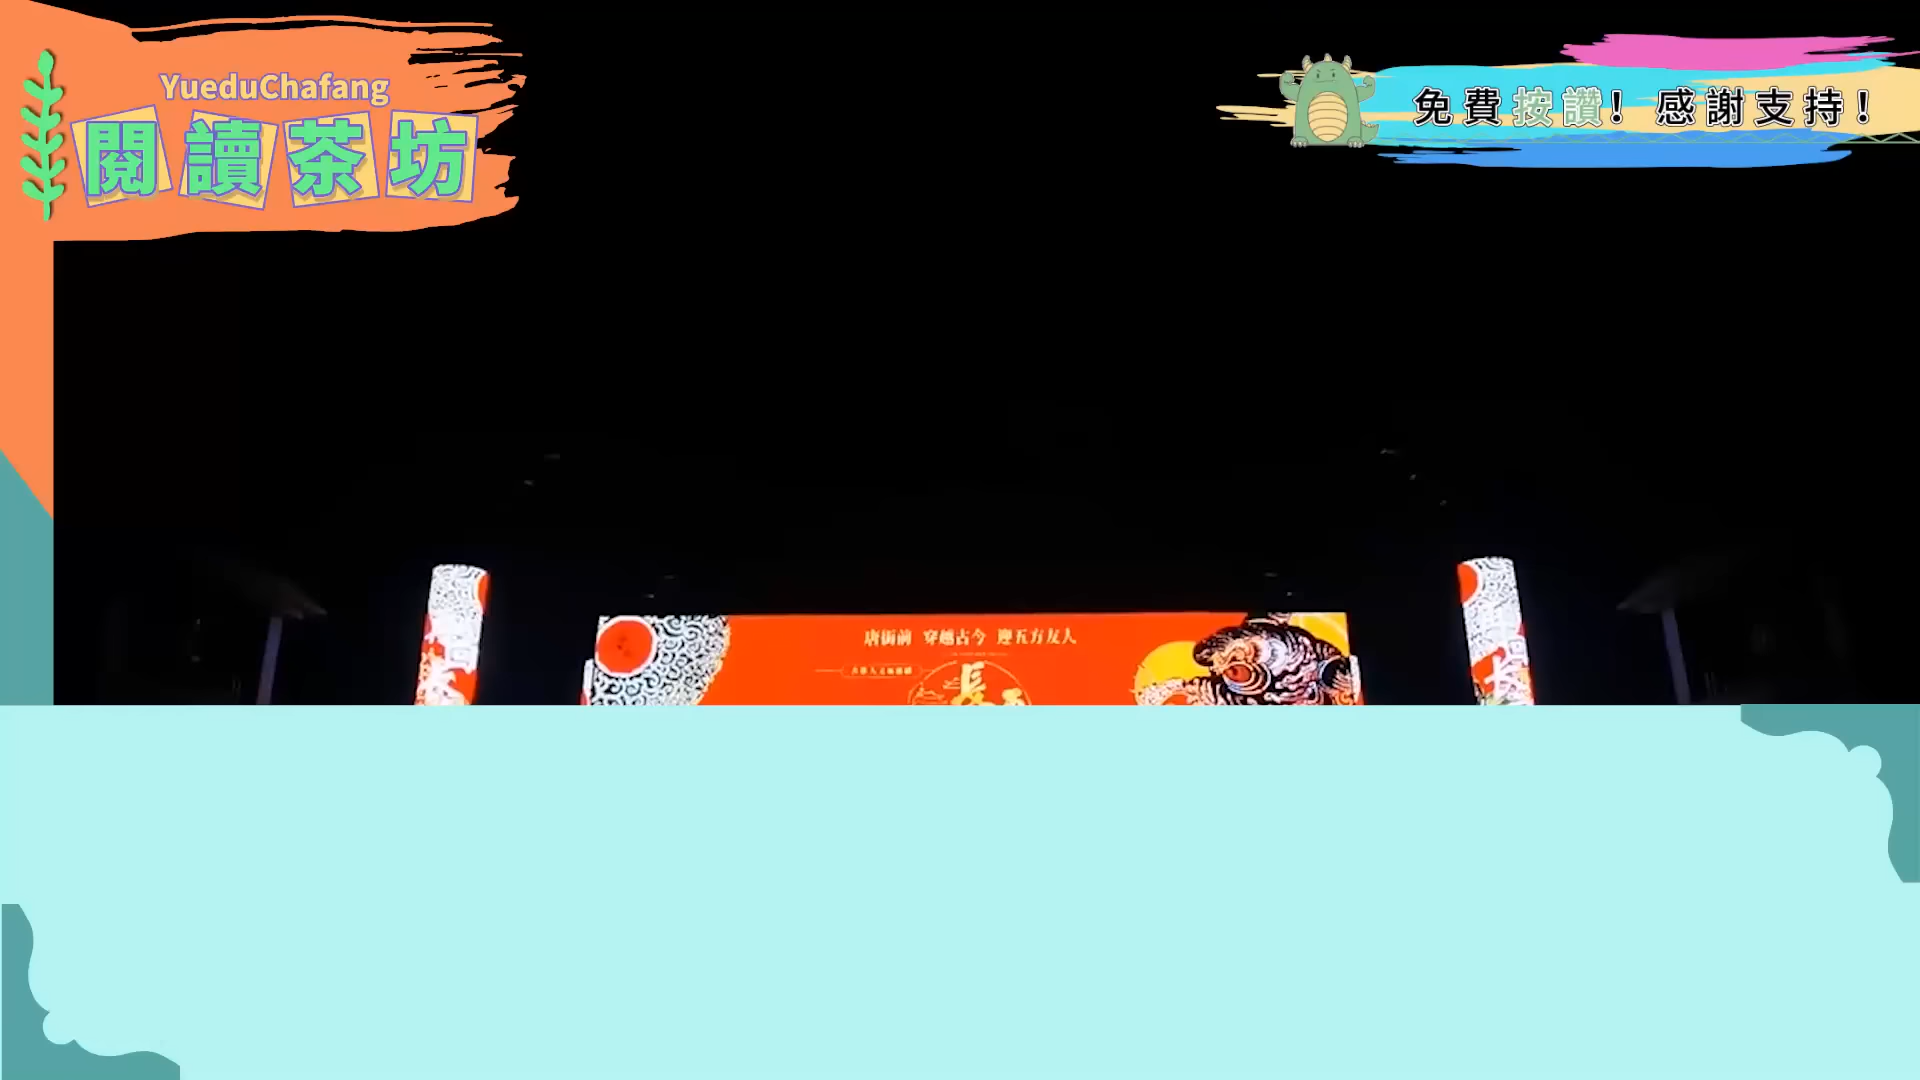 YueduChafang
閱讀茶坊
免費按讚！感謝支持！
唐街前 穿越古今 迎五方友人
長